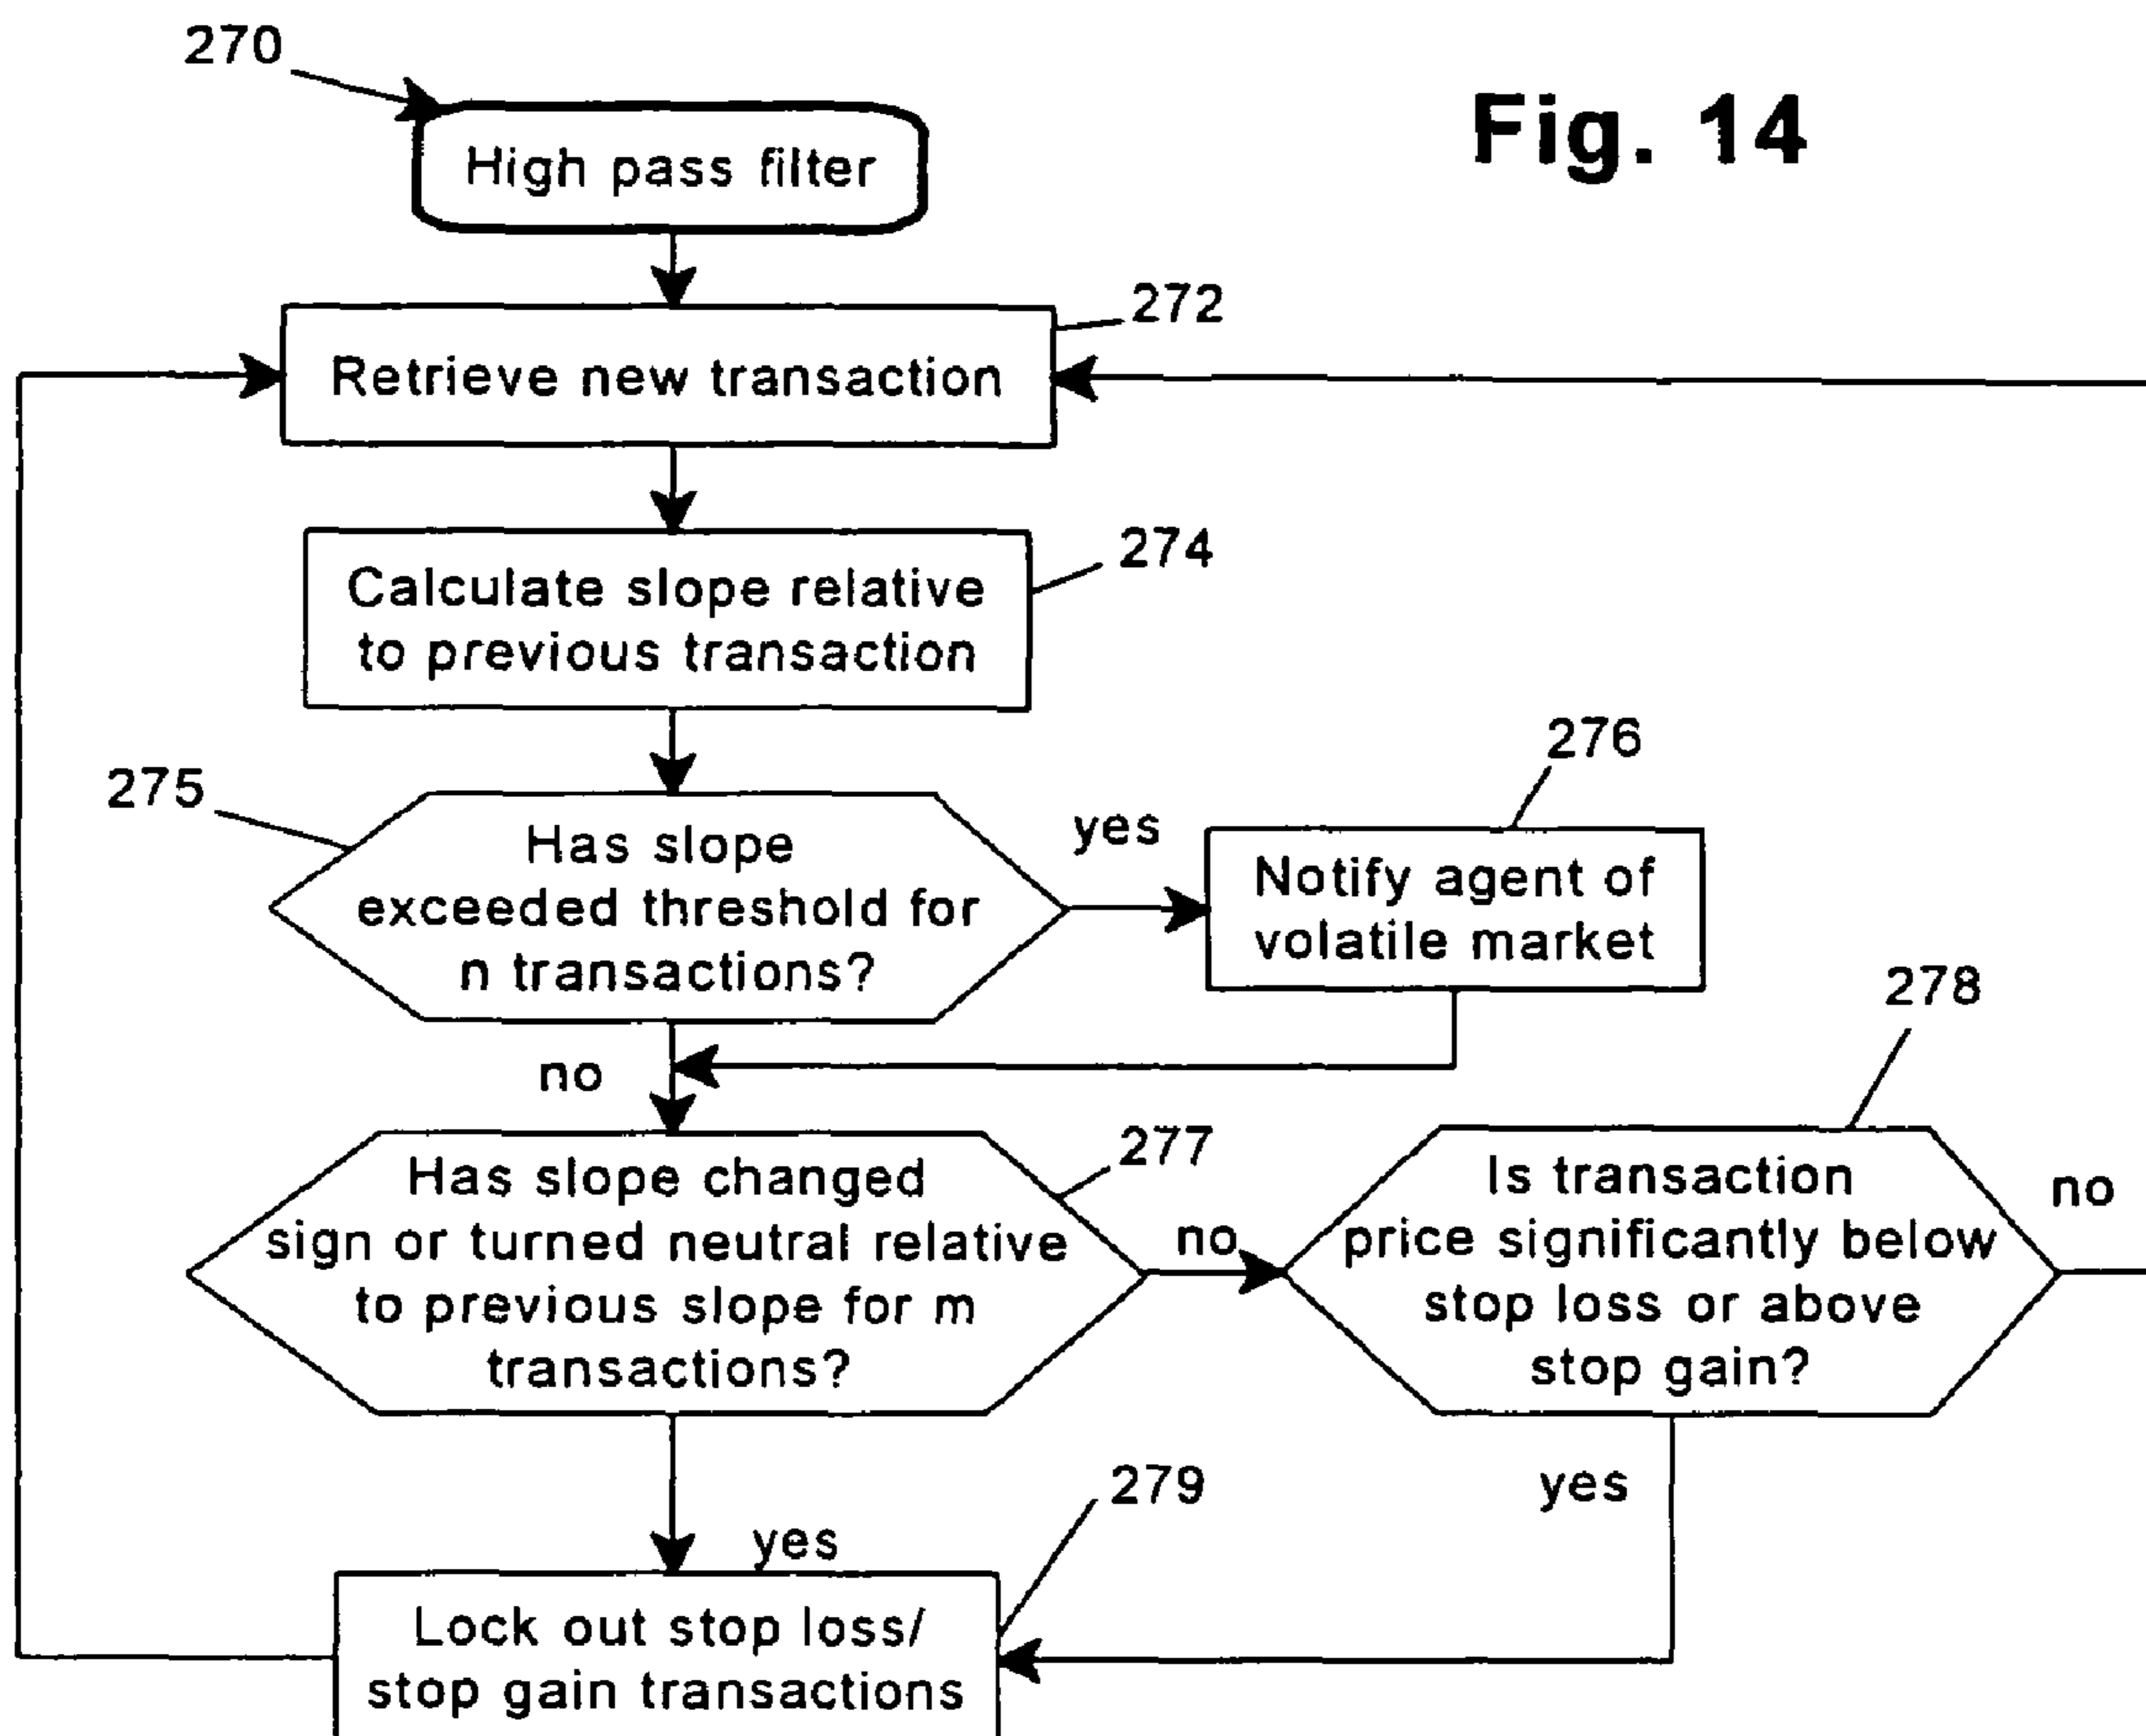 270
Fig. 14
High pass filter
272
Retrieve new transaction
274
Calculate slope relative
to previous transaction
275
276
Has slope
exceeded threshold for
n transactions?
yes
Notify agent of
volatile market
278
no
277
Has slope changed
sign or turned neutral relative
to previous slope for m
transactions?
no
Is transaction
price significantly below
stop loss or above
stop gain?
no
279
yes
yes
Lock out stop loss/
stop gain transactions